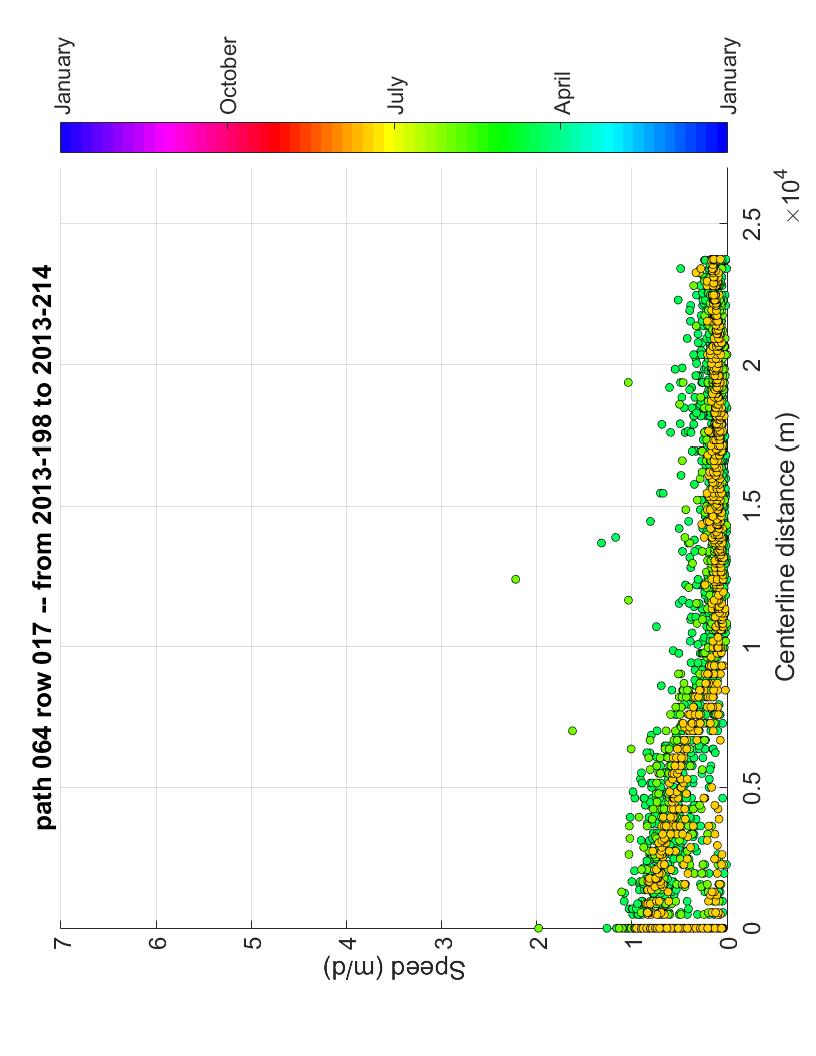 path 064 row 017 -- from 2013-198 to 2013-214
7
6
5
4
3
2
1
0
Speed (m/d)
0
0.5
1
1.5
2
2.5
Centerline distance (m)
×10^4
January
October
July
April
January